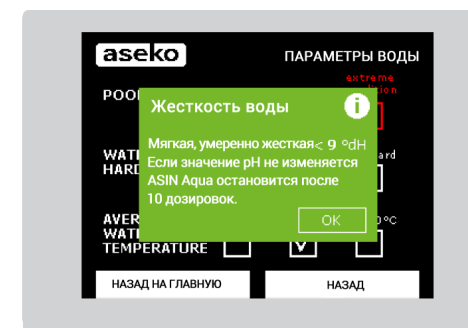 aseko
ПАРАМЕТРЫ ВОДЫ
extreme
POO
Жесткость воды
i
Мягкая, умеренно жесткая< 9 °dH
Если значение pH не изменяется
ASIN Aqua остановится после
10 дозировок.
OK
WAT
HARD
ard
AVER
WAT
TEMPERATURE
0°C
НАЗАД НА ГЛАВНУЮ
НАЗАД